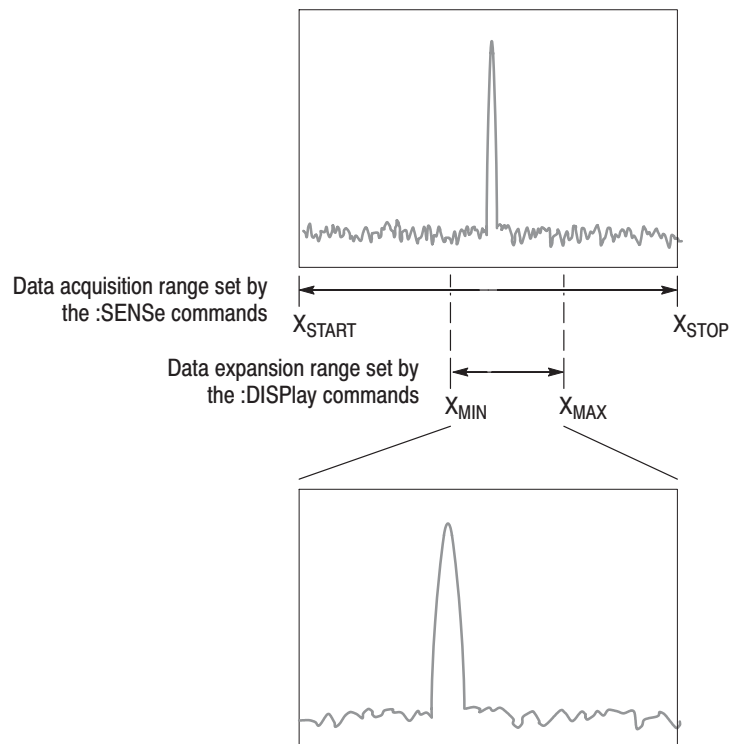 Data acquisition range set by
the :SENSe commands
XSTART
XSTOP
Data expansion range set by
the :DISPlay commands
XMIN
XMAX